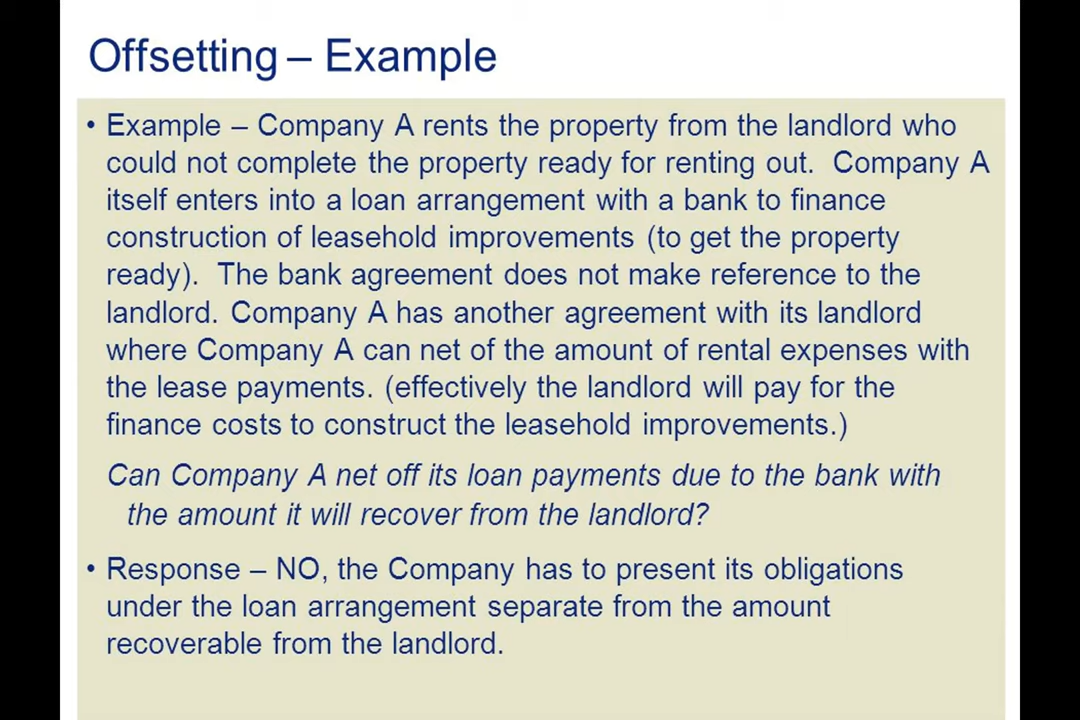 Offsetting – Example
• Example – Company A rents the property from the landlord who
could not complete the property ready for renting out.  Company A
itself enters into a loan arrangement with a bank to finance
construction of leasehold improvements (to get the property
ready).  The bank agreement does not make reference to the
landlord. Company A has another agreement with its landlord
where Company A can net of the amount of rental expenses with
the lease payments. (effectively the landlord will pay for the
finance costs to construct the leasehold improvements.)
Can Company A net off its loan payments due to the bank with
the amount it will recover from the landlord?
• Response – NO, the Company has to present its obligations
under the loan arrangement separate from the amount
recoverable from the landlord.